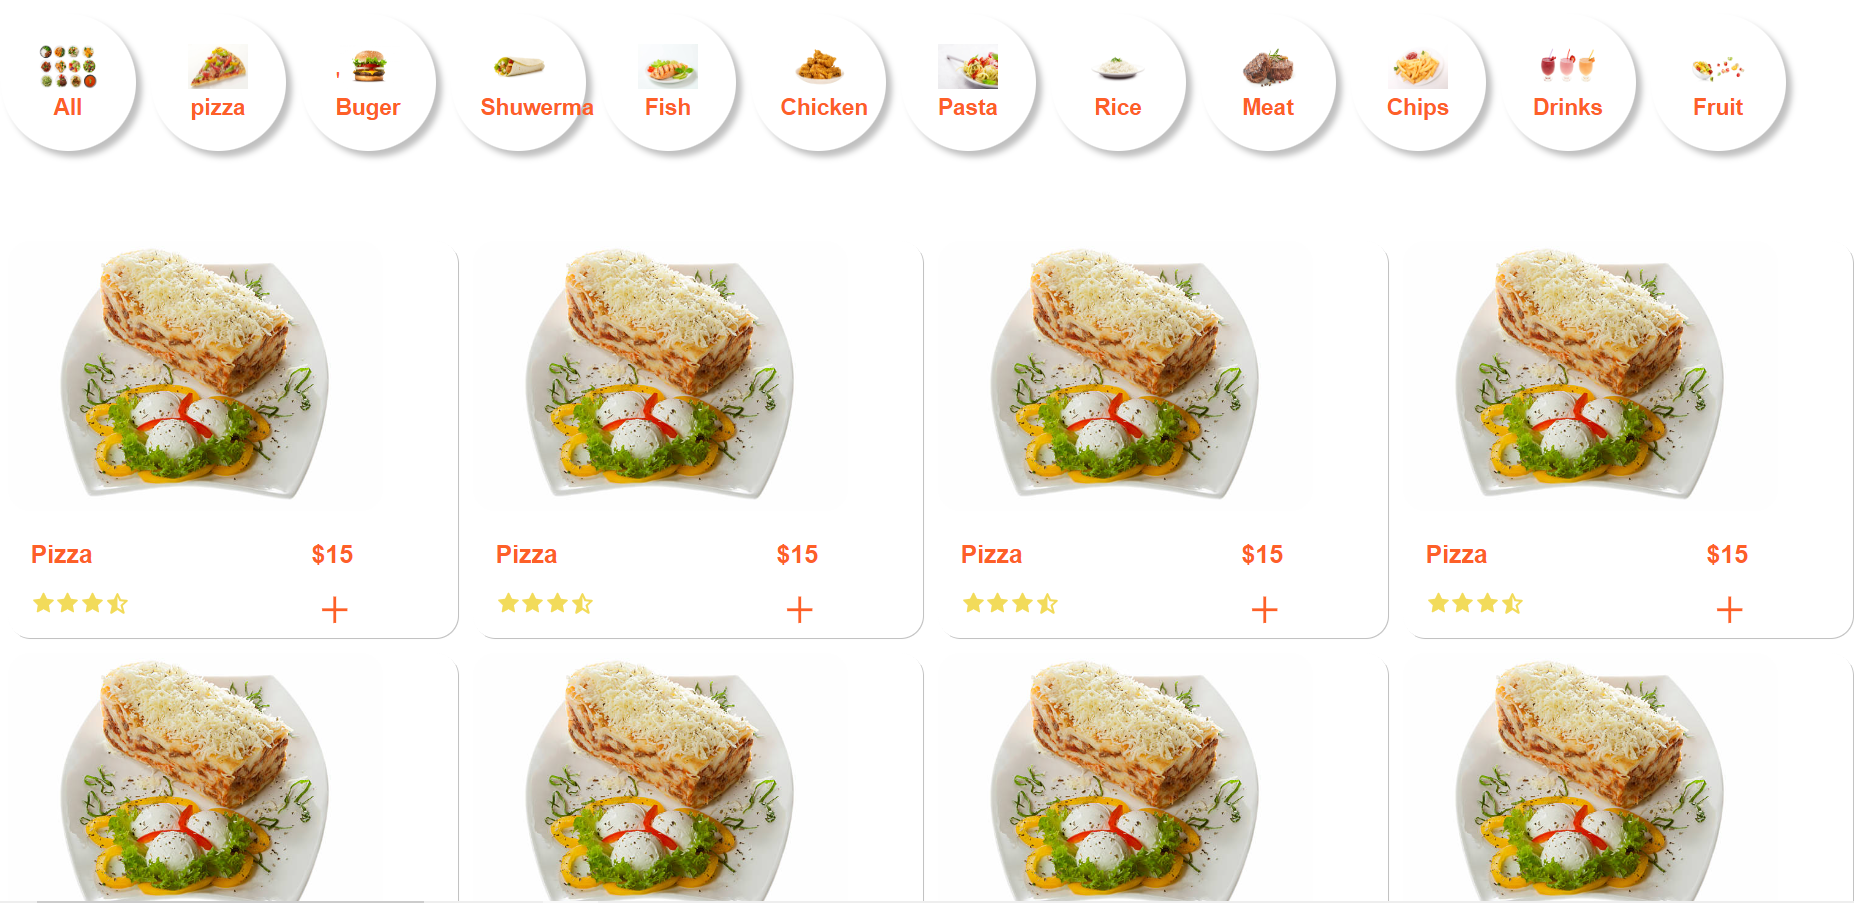 All
pizza
'
Buger
Shuwerma
Fish
Chicken
Pasta
Rice
Meat
Chips
Drinks
Fruit
Pizza $15
Pizza $15
Pizza $15
Pizza $15